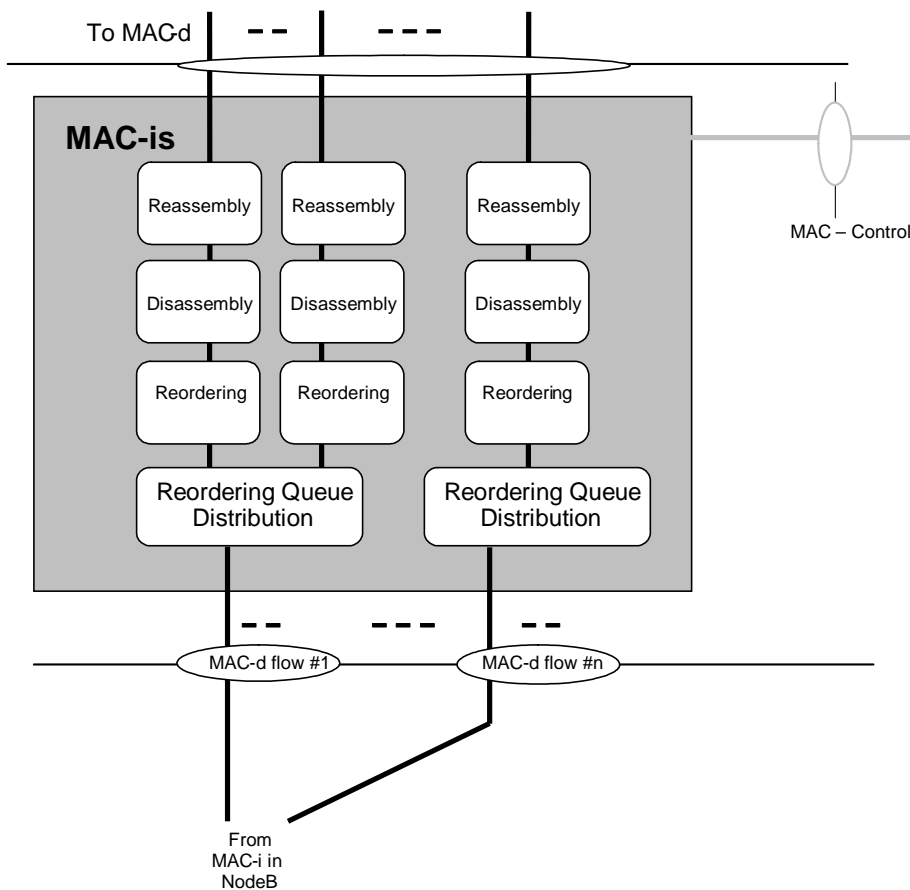 To MAC-d
MAC-is
Reassembly
Reassembly
Reassembly
MAC – Control
Disassembly
Disassembly
Disassembly
Reordering
Reordering
Reordering
Reordering Queue
Distribution
Reordering Queue
Distribution
MAC-d flow #1
MAC-d flow #n
From
MAC-i in
NodeB